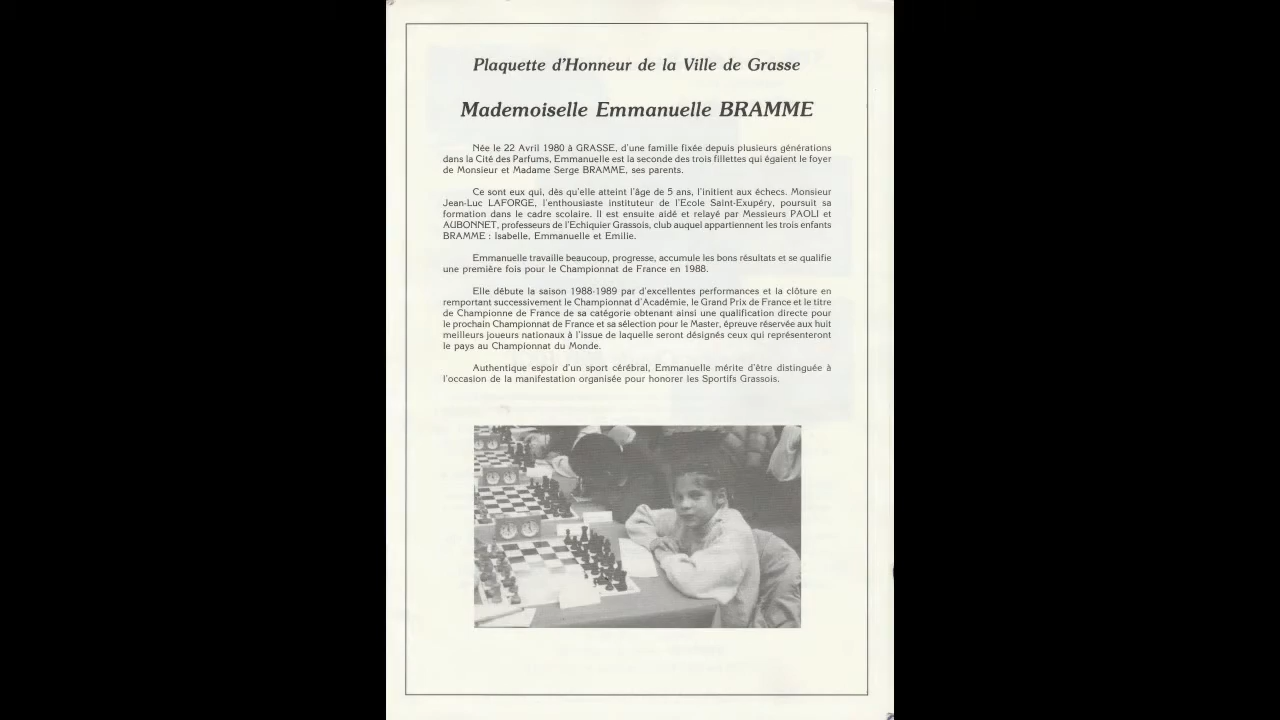 Plaquette d'Honneur de la Ville de Grasse
Mademoiselle Emmanuelle BRAMME
Née le 22 Avril 1980 à GRASSE, d'une famille fixée depuis plusieurs générations
dans la Cité des Parfums, Emmanuelle est la seconde des trois fillettes qui égaient le foyer
de Monsieur et Madame Serge BRAMME, ses parents.
Ce sont eux qui, dès qu'elle atteint l'âge de 5 ans, l'initient aux échecs. Monsieur
Jean-Luc LAFORGE, l'enthousiaste instituteur de l'Ecole Saint-Exupéry, poursuit sa
formation dans le cadre scolaire. Il est ensuite aidé et relayé par Messieurs PAOLI et
AUBONNET, professeurs de l'Echiquier Grassois, club auquel appartiennent les trois enfants
BRAMME : Isabelle, Emmanuelle et Emilie.
Emmanuelle travaille beaucoup, progresse, accumule les bons résultats et se qualifie
une première fois pour le Championnat de France en 1988.
Elle débute la saison 1988-1989 par d'excellentes performances et la clôture en
remportant successivement le Championnat d'Académie, le Grand Prix de France et le titre
de Championne de France de sa catégorie obtenant ainsi une qualification directe pour
le prochain Championnat de France et sa sélection pour le Master, épreuve réservée aux huit
meilleurs joueurs nationaux à l'issue de laquelle seront désignés ceux qui représenteront
le pays au Championnat du Monde.
Authentique espoir d'un sport cérébral, Emmanuelle mérite d'être distinguée à
l'occasion de la manifestation organisée pour honorer les Sportifs Grassois.